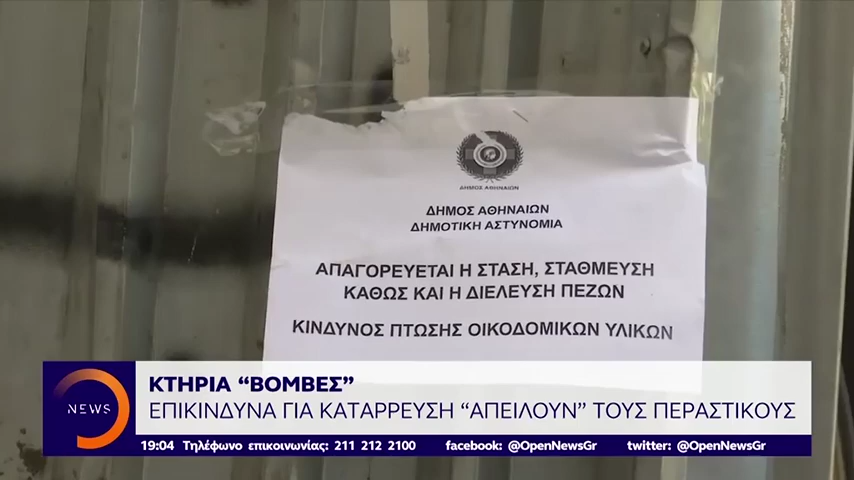 ΔΗΜΟΣ ΑΘΗΝΑΙΩΝ
ΔΗΜΟΣ ΑΘΗΝΑΙΩΝ
ΔΗΜΟΤΙΚΗ ΑΣΤΥΝΟΜΙΑ
ΑΠΑΓΟΡΕΥΕΤΑΙ Η ΣΤΑΣΗ, ΣΤΑΘΜΕΥΣΗ
ΚΑΘΩΣ ΚΑΙ Η ΔΙΕΛΕΥΣΗ ΠΕΖΩΝ
ΚΙΝΔΥΝΟΣ ΠΤΩΣΗΣ ΟΙΚΟΔΟΜΙΚΩΝ ΥΛΙΚΩΝ
NEWS
ΚΤΗΡΙΑ “ΒΟΜΒΕΣ”
ΕΠΙΚΙΝΔΥΝΑ ΓΙΑ ΚΑΤΑΡΡΕΥΣΗ “ΑΠΕΙΛΟΥΝ” ΤΟΥΣ ΠΕΡΑΣΤΙΚΟΥΣ
19:04 Τηλέφωνο επικοινωνίας: 211 212 2100 facebook: @OpenNewsGr twitter: @OpenNewsGr